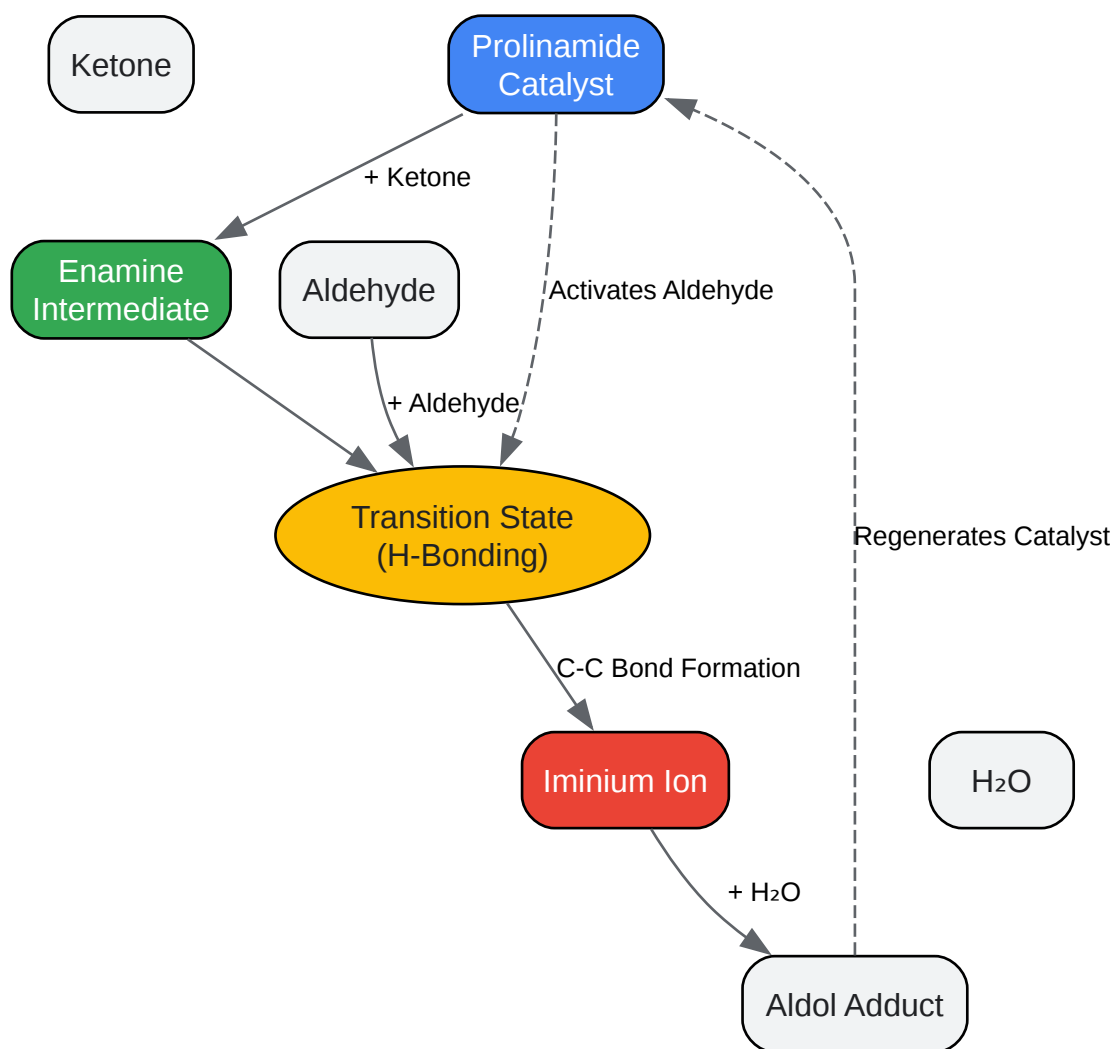 Ketone
Prolinamide
Catalyst
+ Ketone
Enamine
Intermediate
Aldehyde
Activates Aldehyde
+ Aldehyde
Transition State
(H-Bonding)
Regenerates Catalyst
C-C Bond Formation
Iminium Ion
H₂O
+ H₂O
Aldol Adduct